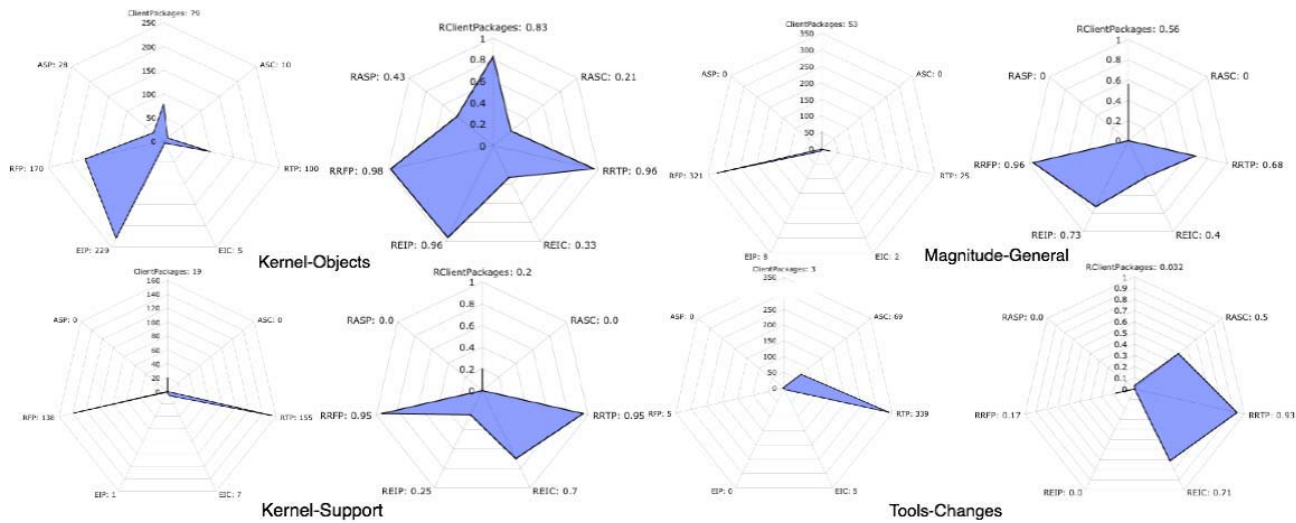 ClientPackages: 79
250
200
150
100
50
0
ASP: 28
ASC: 10
RFP: 170
RTP: 100
EIP: 229
EIC: 5
RClientPackages: 0.83
1
0.8
0.6
0.4
0.2
0
RASP: 0.43
RASC: 0.21
RRFP: 0.98
RRTP: 0.96
REIP: 0.96
REIC: 0.33
Kernel-Objects
ClientPackages: 53
350
300
250
200
150
100
50
0
ASP: 0
ASC: 0
RFP: 321
RTP: 25
EIP: 8
EIC: 2
RClientPackages: 0.56
1
0.8
0.6
0.4
0.2
0
RASP: 0
RASC: 0
RRFP: 0.96
RRTP: 0.68
REIP: 0.73
REIC: 0.4
Magnitude-General
ClientPackages: 19
160
140
120
100
80
60
40
20
0
ASP: 0
ASC: 0
RFP: 138
RTP: 155
EIP: 1
EIC: 7
RClientPackages: 0.2
1
0.8
0.6
0.4
0.2
0
RASP: 0.0
RASC: 0.0
RRFP: 0.95
RRTP: 0.95
REIP: 0.25
REIC: 0.7
Kernel-Support
ClientPackages: 3
350
300
250
200
150
100
50
0
ASP: 0
ASC: 69
RFP: 5
RTP: 339
EIP: 0
EIC: 5
RClientPackages: 0.032
1
0.9
0.8
0.7
0.6
0.5
0.4
0.3
0.2
0.1
0
RASP: 0.0
RASC: 0.5
RRFP: 0.17
RRTP: 0.93
REIP: 0.0
REIC: 0.71
Tools-Changes